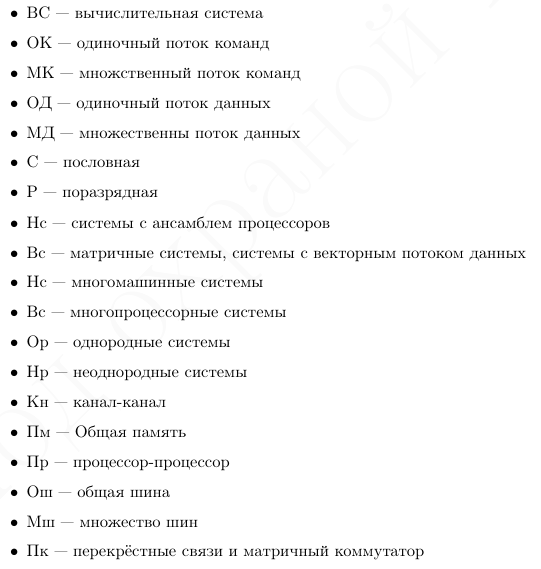 • ВС — вычислительная система
• ОК — одиночный поток команд
• МК — множственный поток команд
• ОД — одиночный поток данных
• МД — множественны поток данных
• С — пословная
• Р — поразрядная
• Нс — системы с ансамблем процессоров
• Вс — матричные системы, системы с векторным потоком данных
• Нс — многомашинные системы
• Вс — многопроцессорные системы
• Ор — однородные системы
• Нр — неоднородные системы
• Кн — канал-канал
• Пм — Общая память
• Пр — процессор-процессор
• Ош — общая шина
• Мш — множество шин
• Пк — перекрёстные связи и матричный коммутатор
охраной